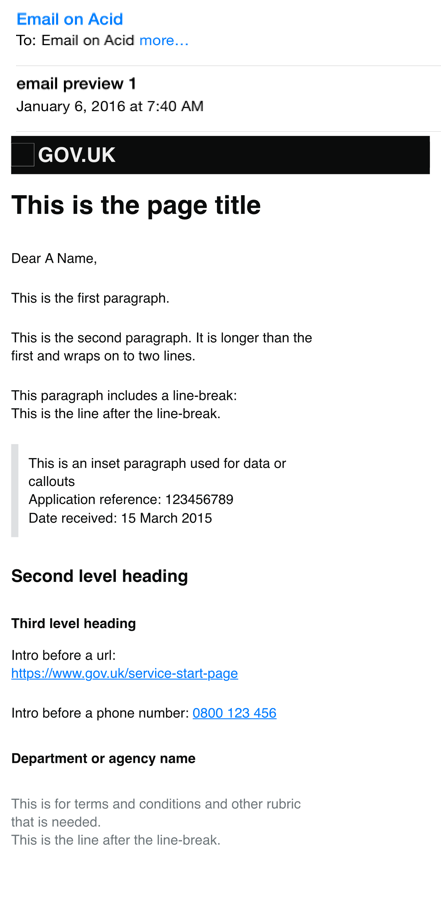 Email on Acid
To: Email on Acid more...
email preview 1
January 6, 2016 at 7:40 AM
GOV.UK
This is the page title
Dear A Name,
This is the first paragraph.
This is the second paragraph. It is longer than the
first and wraps on to two lines.
This paragraph includes a line-break:
This is the line after the line-break.
This is an inset paragraph used for data or
callouts
Application reference: 123456789
Date received: 15 March 2015
Second level heading
Third level heading
Intro before a url:
https://www.gov.uk/service-start-page
Intro before a phone number: 0800 123 456
Department or agency name
This is for terms and conditions and other rubric
that is needed.
This is the line after the line-break.